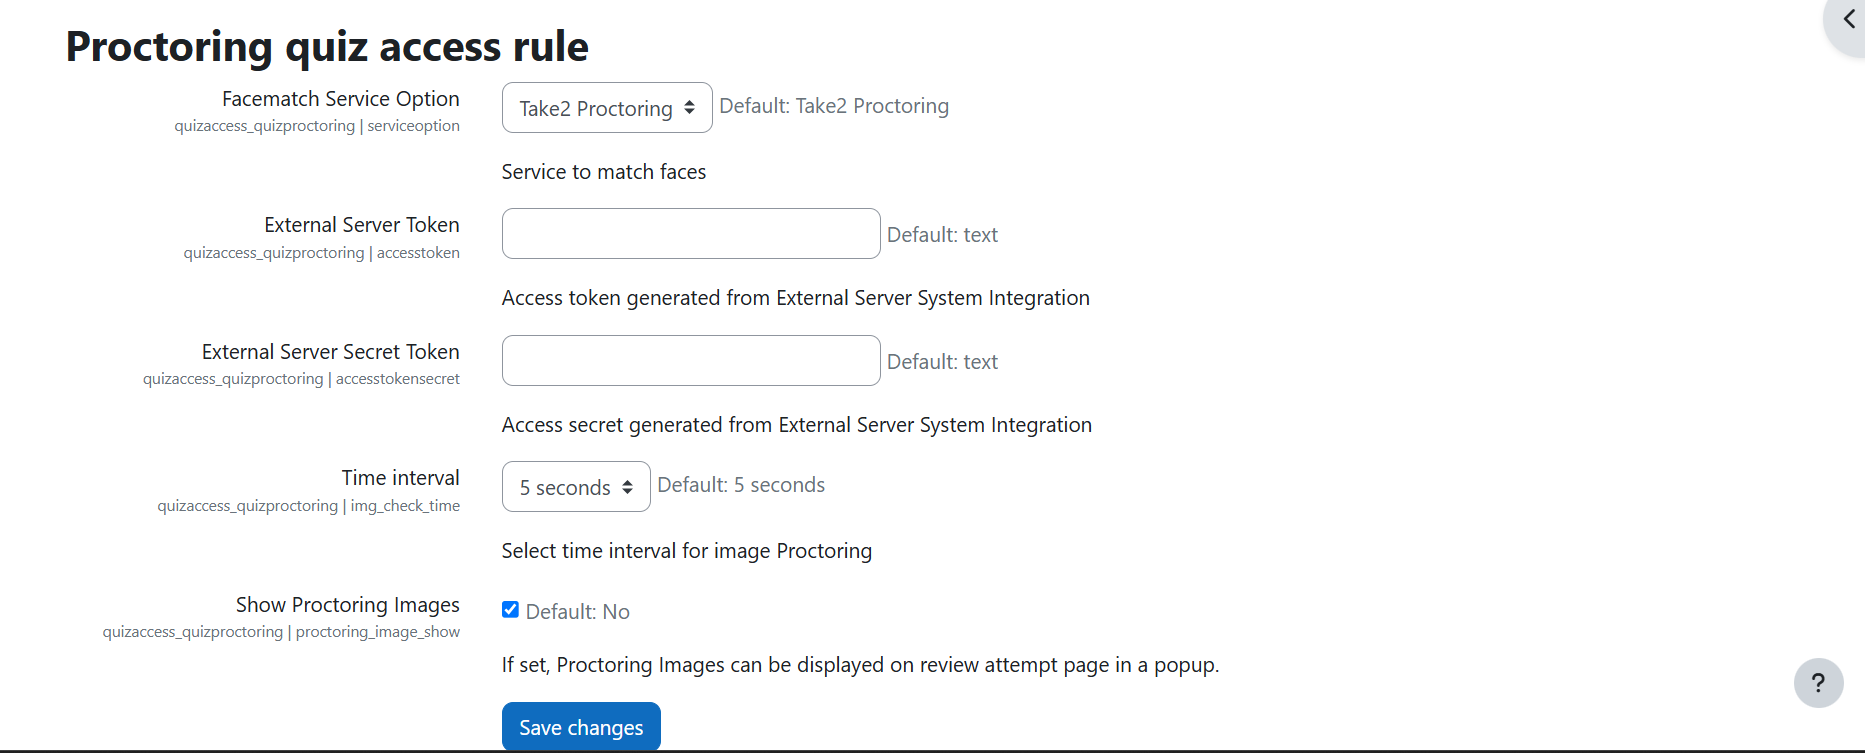 Proctoring quiz access rule
Facematch Service Option
quizaccess_quizproctoring | serviceoption
Take2 Proctoring
Default: Take2 Proctoring
Service to match faces
External Server Token
quizaccess_quizproctoring | accesstoken
Default: text
Access token generated from External Server System Integration
External Server Secret Token
quizaccess_quizproctoring | accesstokensecret
Default: text
Access secret generated from External Server System Integration
Time interval
quizaccess_quizproctoring | img_check_time
5 seconds
Default: 5 seconds
Select time interval for image Proctoring
Show Proctoring Images
quizaccess_quizproctoring | proctoring_image_show
Default: No
If set, Proctoring Images can be displayed on review attempt page in a popup.
Save changes
?